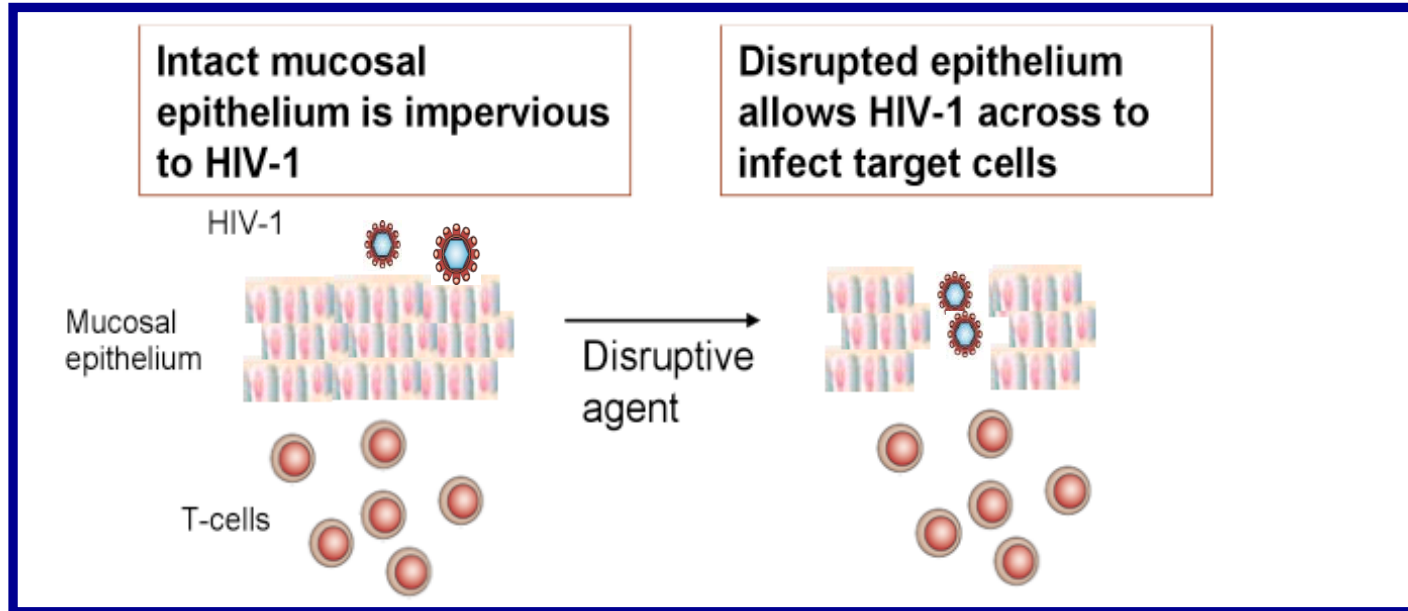 Intact mucosal
epithelium is impervious
to HIV-1
Disrupted epithelium
allows HIV-1 across to
infect target cells
HIV-1
Mucosal
epithelium
Disruptive
agent
T-cells